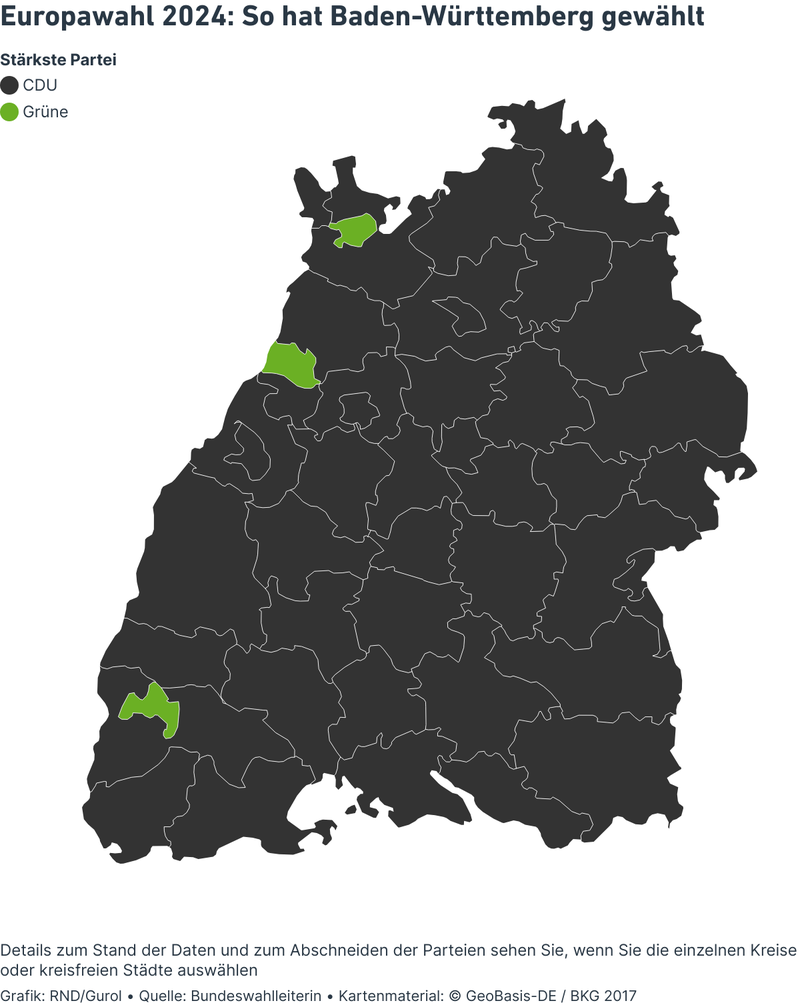 Europawahl 2024: So hat Baden-Württemberg gewählt
Stärkste Partei
CDU
Grüne
Details zum Stand der Daten und zum Abschneiden der Parteien sehen Sie, wenn Sie die einzelnen Kreise
oder kreisfreien Städte auswählen
Grafik: RND/Gurol • Quelle: Bundeswahlleiterin • Kartenmaterial: © GeoBasis-DE / BKG 2017